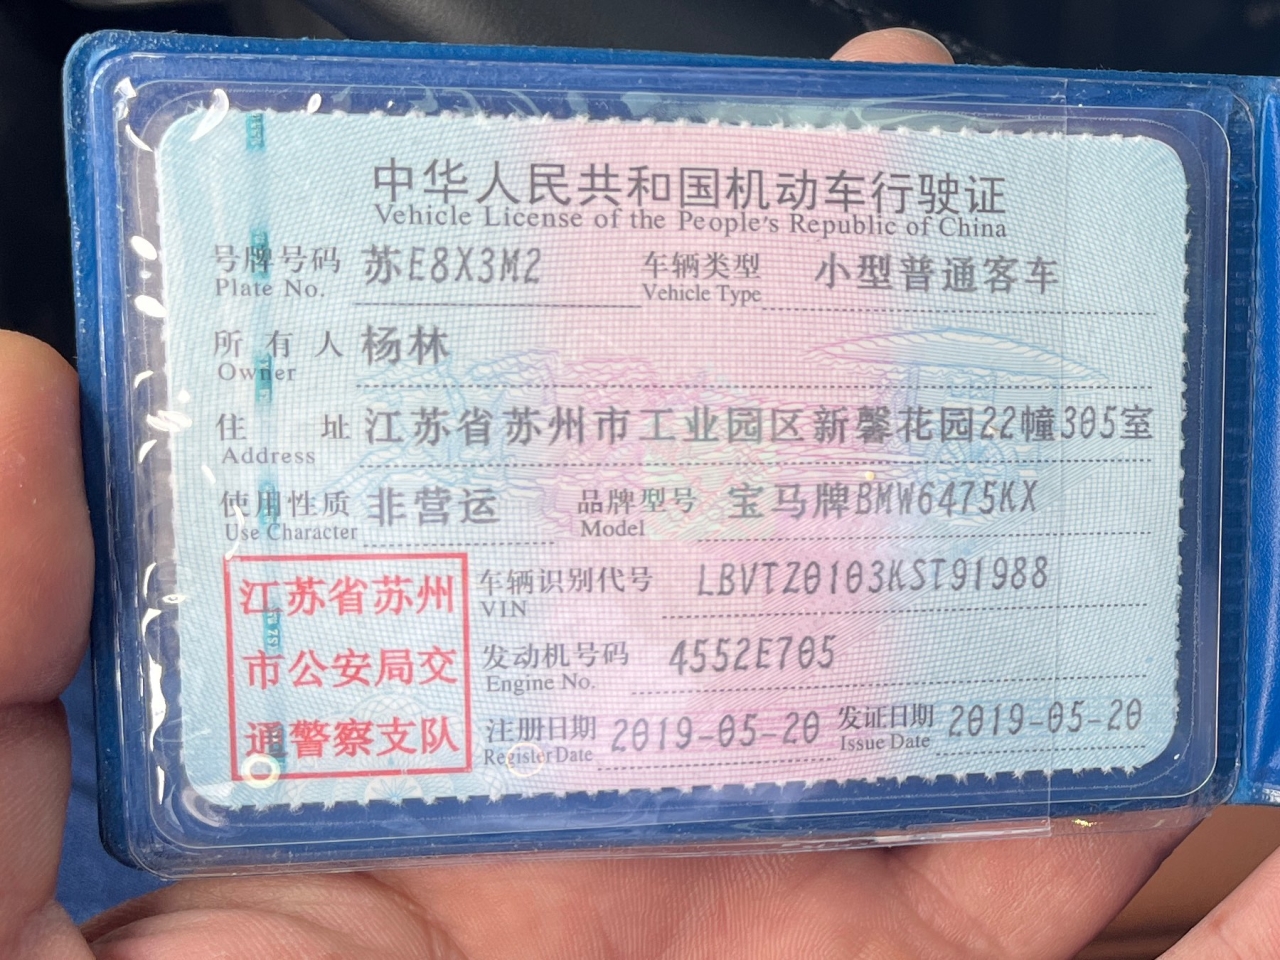 中华人民共和国机动车行驶证
Vehicle License of the People's Republic of China
号牌号码 苏E8X3M2 车辆类型 小型普通客车
Plate No. Vehicle Type
所有人 杨林
Owner
住址 江苏省苏州市工业园区新馨花园22幢305室
Address
使用性质 非营运 品牌型号 宝马牌BMW6475KX
Use Character Model
江苏省苏州
市公安局交
通警察支队
车辆识别代号 LBVTZ0103KST91988
VIN
发动机号码 4552E705
Engine No.
注册日期 2019-05-20 发证日期 2019-05-20
Register Date Issue Date